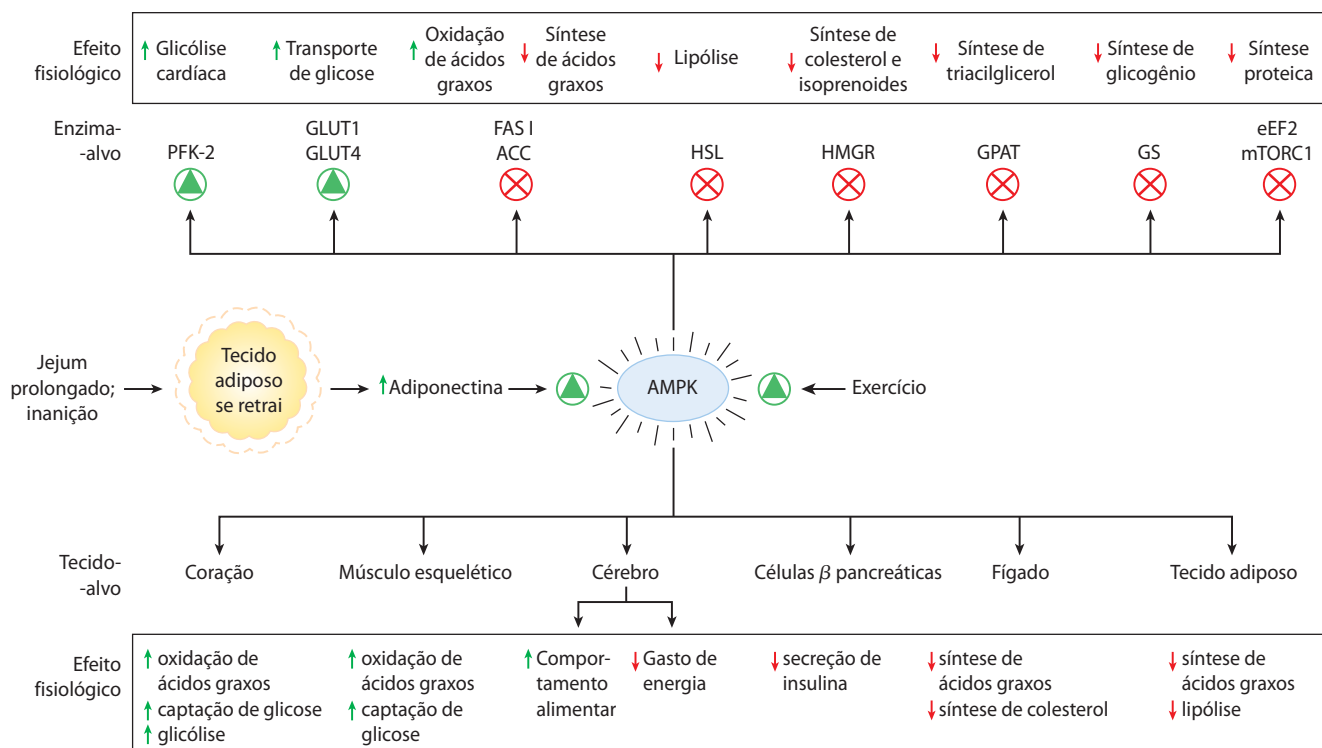 Efeito
fisiológico
Glicólise
cardíaca
Transporte
de glicose
Oxidação
de ácidos
graxos
Síntese
de ácidos
graxos
Lipólise
Síntese de
colesterol e
isoprenoides
Síntese de
triacilglicerol
Síntese de
glicogênio
Síntese
proteica
Enzima-
-alvo
PFK-2
GLUT1
GLUT4
FAS I
ACC
HSL
HMGR
GPAT
GS
eEF2
mTORC1
Jejum
prolongado;
inanição
Tecido
adiposo
se retrai
Adiponectina
AMPK
Exercício
Tecido-
-alvo
Coração
Músculo esquelético
Cérebro
Células β pancreáticas
Fígado
Tecido adiposo
Efeito
fisiológico
oxidação de
ácidos graxos
captação de glicose
glicólise
oxidação de
ácidos graxos
captação de
glicose
Compor-
tamento
alimentar
Gasto de
energia
secreção de
insulina
síntese de
ácidos graxos
síntese de colesterol
síntese de
ácidos graxos
lipólise